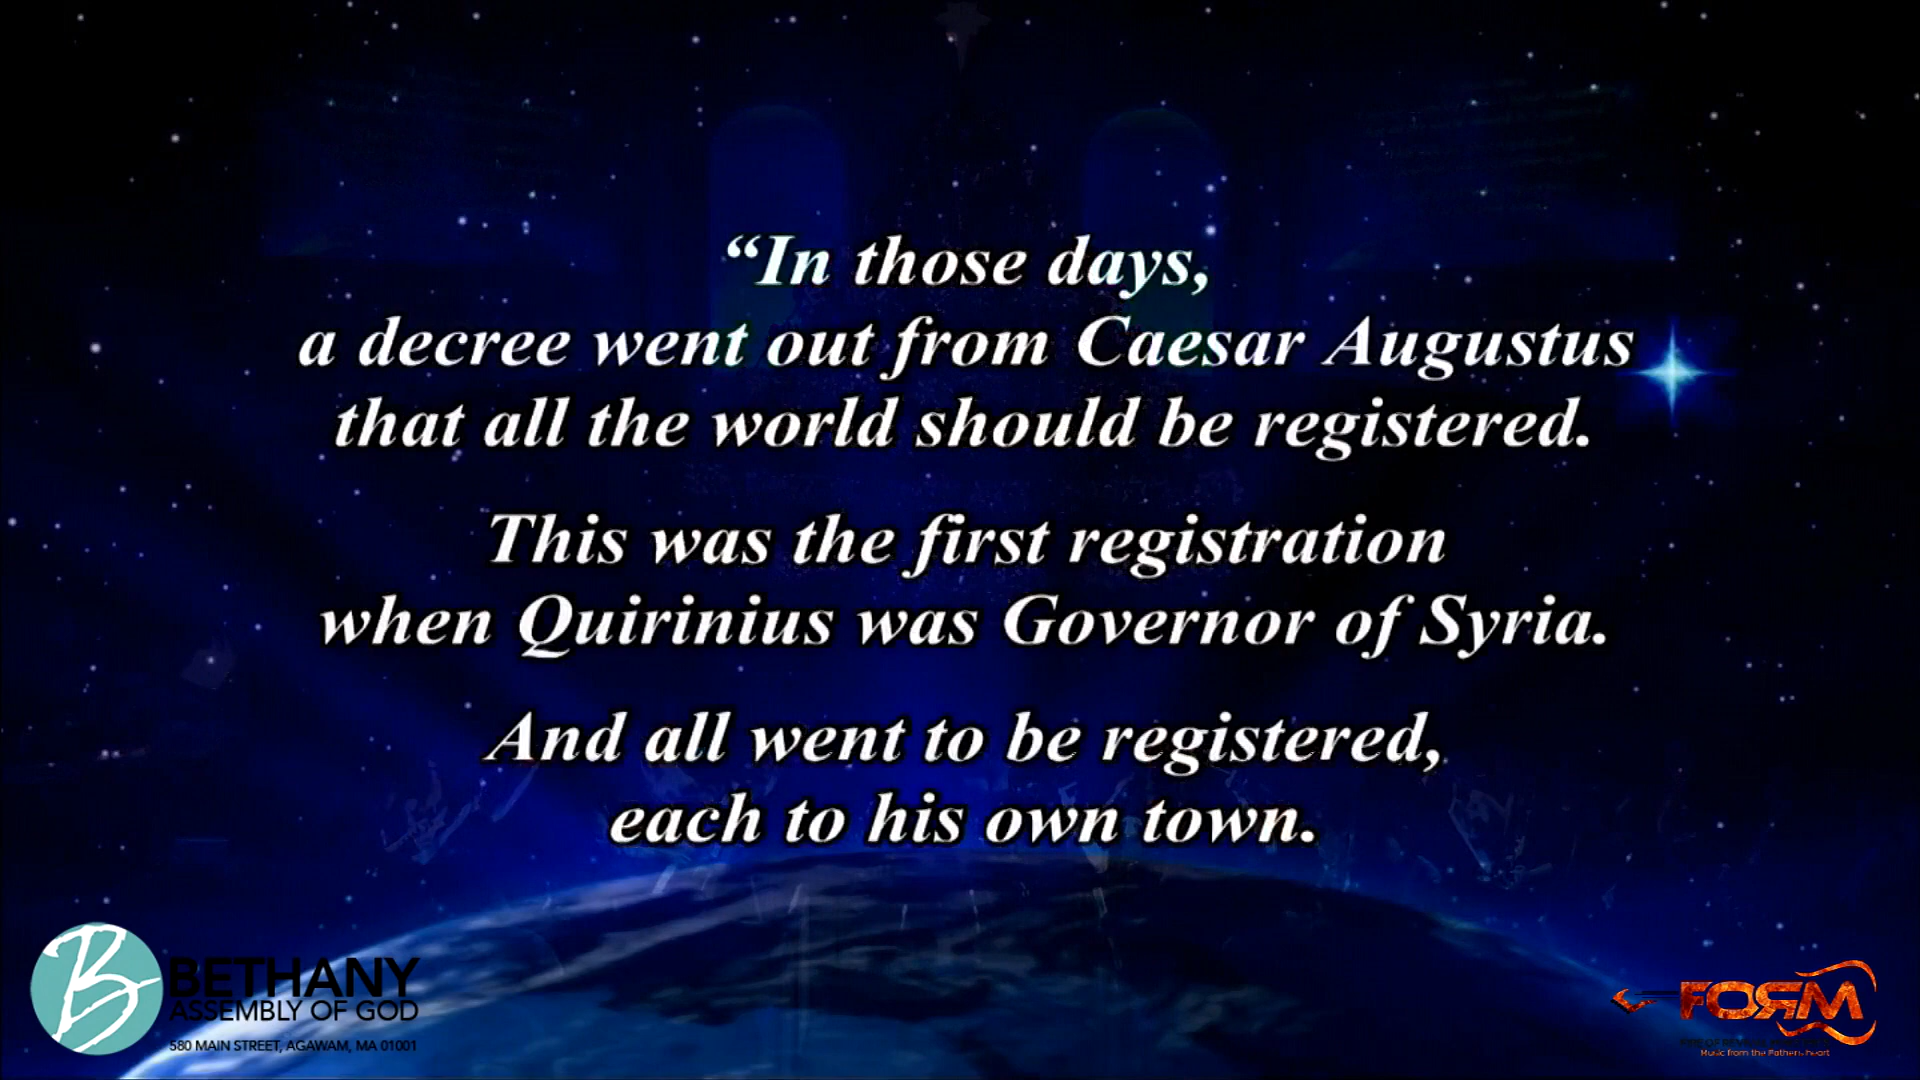 “In those days,
a decree went out from Caesar Augustus
that all the world should be registered.
This was the first registration
when Quirinius was Governor of Syria.
And all went to be registered,
each to his own town.
B
BETHANY
ASSEMBLY OF GOD
580 MAIN STREET, AGAWAM, MA 01001
FOЯM
Music from the Father's heart